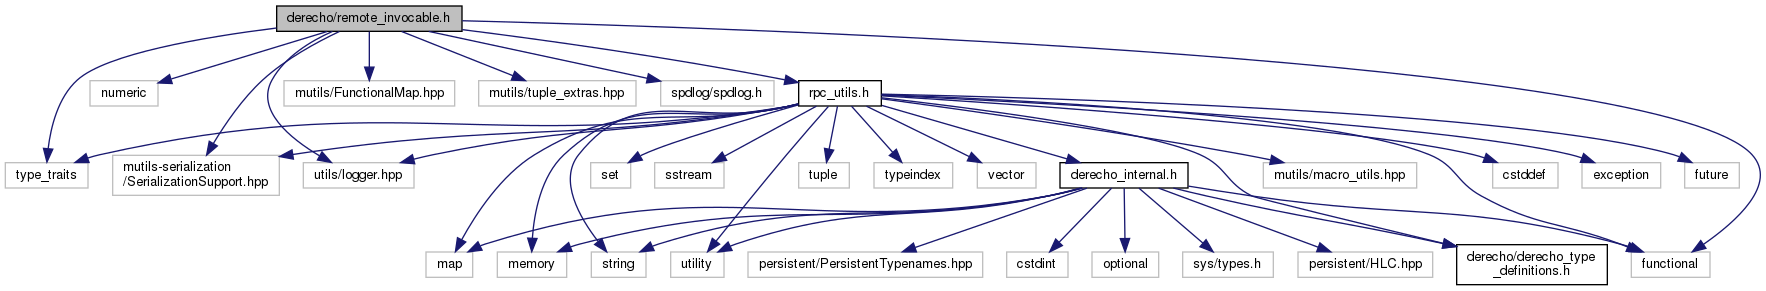 derecho/remote_invocable.h
numeric
mutils/FunctionalMap.hpp
mutils/tuple_extras.hpp
spdlog/spdlog.h
rpc_utils.h
type_traits
mutils-serialization
/SerializationSupport.hpp
utils/logger.hpp
set
sstream
tuple
typeindex
vector
derecho_internal.h
mutils/macro_utils.hpp
cstddef
exception
future
map
memory
string
utility
persistent/PersistentTypenames.hpp
cstdint
optional
sys/types.h
persistent/HLC.hpp
derecho/derecho_type
_definitions.h
functional